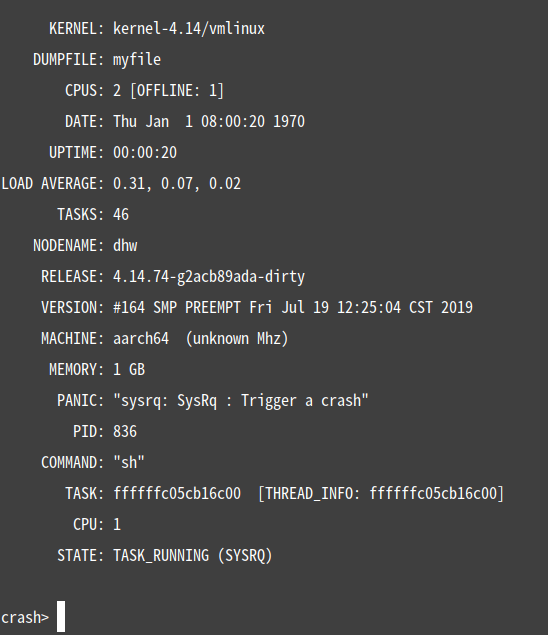 KERNEL: kernel-4.14/vmlinux
DUMPFILE: myfile
CPUS: 2 [OFFLINE: 1]
DATE: Thu Jan  1 08:00:20 1970
UPTIME: 00:00:20
LOAD AVERAGE: 0.31, 0.07, 0.02
TASKS: 46
NODENAME: dhw
RELEASE: 4.14.74-g2acb89ada-dirty
VERSION: #164 SMP PREEMPT Fri Jul 19 12:25:04 CST 2019
MACHINE: aarch64  (unknown Mhz)
MEMORY: 1 GB
PANIC: "sysrq: SysRq : Trigger a crash"
PID: 836
COMMAND: "sh"
TASK: ffffffc05cb16c00  [THREAD_INFO: ffffffc05cb16c00]
CPU: 1
STATE: TASK_RUNNING (SYSRQ)
crash>